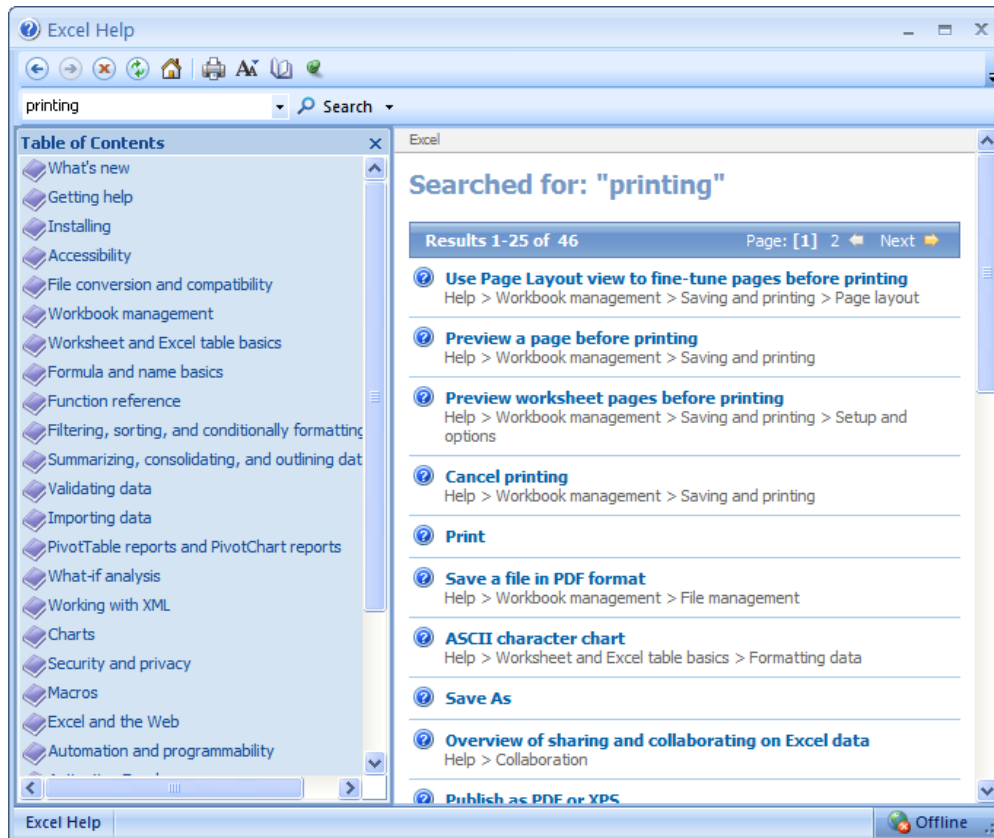 Excel Help
printing
Search
Table of Contents
What's new
Getting help
Installing
Accessibility
File conversion and compatibility
Workbook management
Worksheet and Excel table basics
Formula and name basics
Function reference
Filtering, sorting, and conditionally formatting
Summarizing, consolidating, and outlining dat
Validating data
Importing data
PivotTable reports and PivotChart reports
What-if analysis
Working with XML
Charts
Security and privacy
Macros
Excel and the Web
Automation and programmability
Excel
Searched for: "printing"
Results 1-25 of 46 Page: [1] 2 Next
Use Page Layout view to fine-tune pages before printing
Help > Workbook management > Saving and printing > Page layout
Preview a page before printing
Help > Workbook management > Saving and printing
Preview worksheet pages before printing
Help > Workbook management > Saving and printing > Setup and
options
Cancel printing
Help > Workbook management > Saving and printing
Print
Save a file in PDF format
Help > Workbook management > File management
ASCII character chart
Help > Worksheet and Excel table basics > Formatting data
Save As
Overview of sharing and collaborating on Excel data
Help > Collaboration
Publish as PDF or XPS
Excel Help
Offline